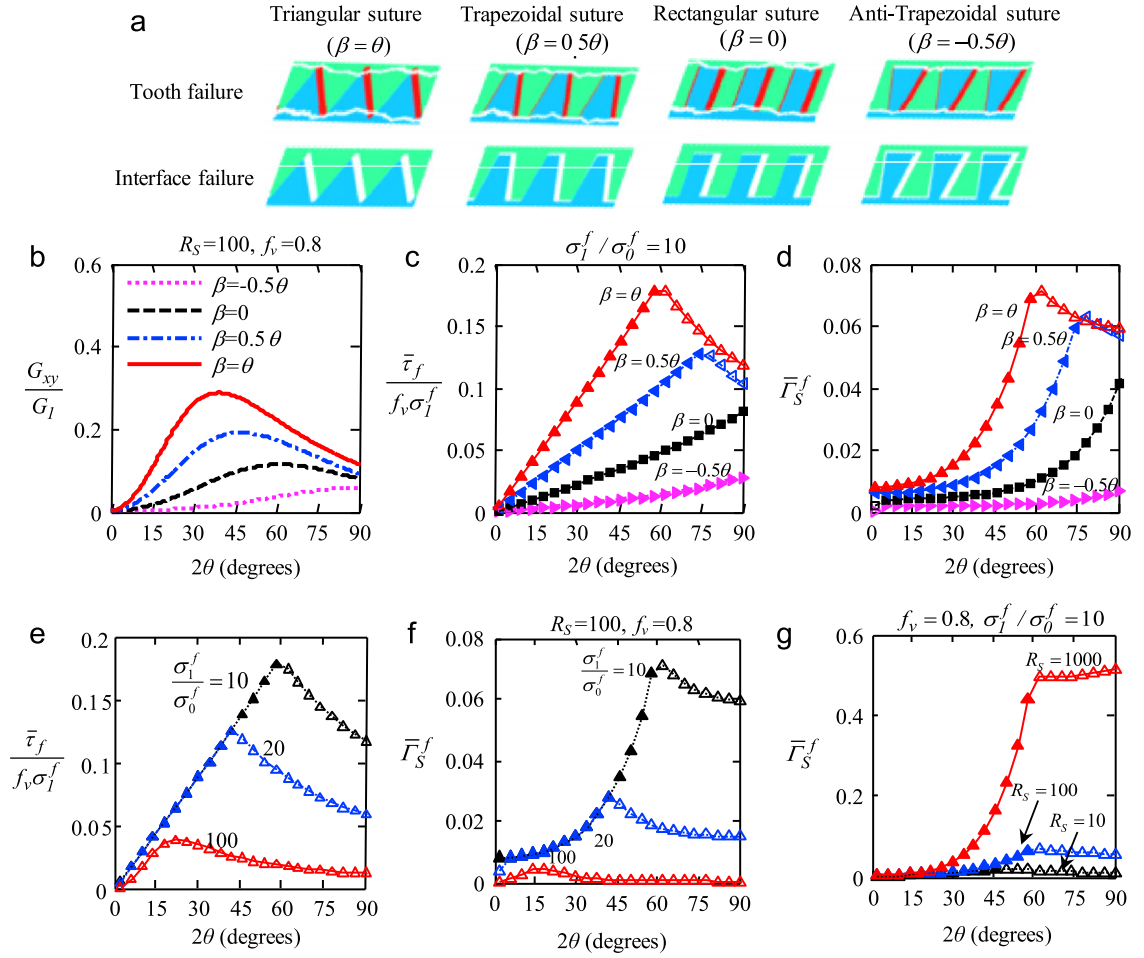 a
Triangular suture Trapezoidal suture Rectangular suture Anti-Trapezoidal suture
(β=θ) (β=0.5θ) (β=0) (β=−0.5θ)
Tooth failure
Interface failure
b
R_S=100, f_v=0.8
G_xy/G_1
0.6
0.4
0.2
0
β=-0.5θ
β=0
β=0.5θ
β=θ
0 15 30 45 60 75 90
2θ (degrees)
c
σ_1^f/σ_0^f=10
τ̄_f/f_vσ_1^f
0.2
0.15
0.1
0.05
0
β=θ
β=0.5θ
β=0
β=−0.5θ
0 15 30 45 60 75 90
2θ (degrees)
d
Γ̄_S^f
0.08
0.06
0.04
0.02
0
β=θ
β=0.5θ
β=0
β=−0.5θ
0 15 30 45 60 75 90
2θ (degrees)
e
τ̄_f/f_vσ_1^f
0.2
0.15
0.1
0.05
0
σ_1^f/σ_0^f=10
20
100
0 15 30 45 60 75 90
2θ (degrees)
f
R_S=100, f_v=0.8
Γ̄_S^f
0.08
0.06
0.04
0.02
0
σ_1^f/σ_0^f=10
20
100
0 15 30 45 60 75 90
2θ (degrees)
g
f_v=0.8, σ_1^f/σ_0^f=10
Γ̄_S^f
0.6
0.4
0.2
0
R_S=1000
R_S=100
R_S=10
0 15 30 45 60 75 90
2θ (degrees)